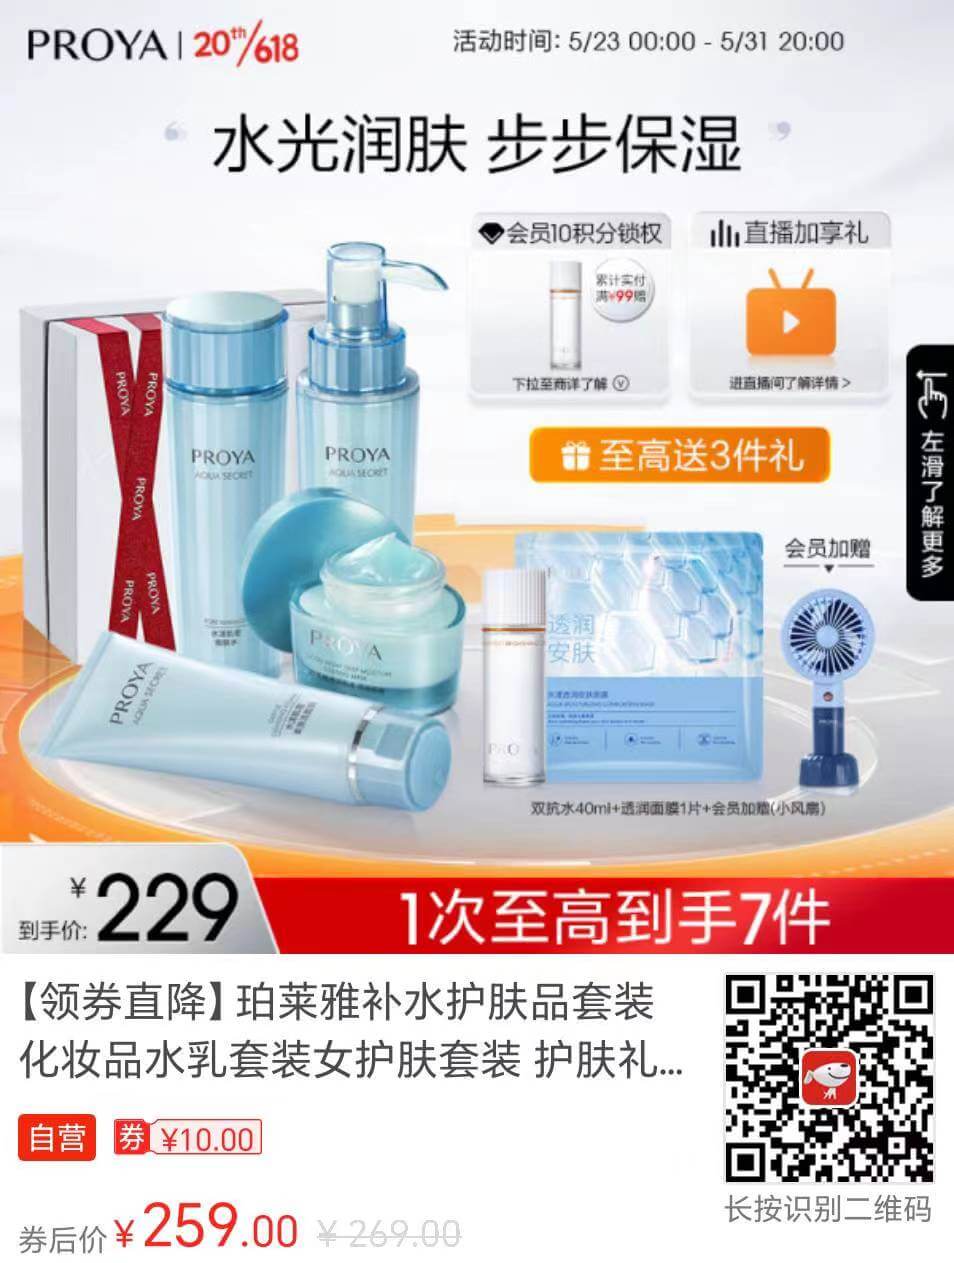 PROYA | 20th/618
活动时间: 5/23 00:00 - 5/31 20:00
水光润肤 步步保湿
会员10积分锁权
累计实付
满¥99赠
下拉至商详了解
直播加享礼
进直播间了解详情 >
至高送3件礼
左滑了解更多
会员加赠
PROYA
PROYA
PROYA
PROYA
PROYA
PROYA
AQUA SECRET
PROYA
AQUA SECRET
PROYA
PROYA
AQUA SECRET
透润
安肤
PROYA
双抗水40ml+透润面膜1片+会员加赠(小风扇)
¥229
到手价:
1次至高到手7件
【领券直降】珀莱雅补水护肤品套装
化妆品水乳套装女护肤套装 护肤礼...
自营 券 ¥10.00
券后价 ¥259.00 ¥269.00
长按识别二维码